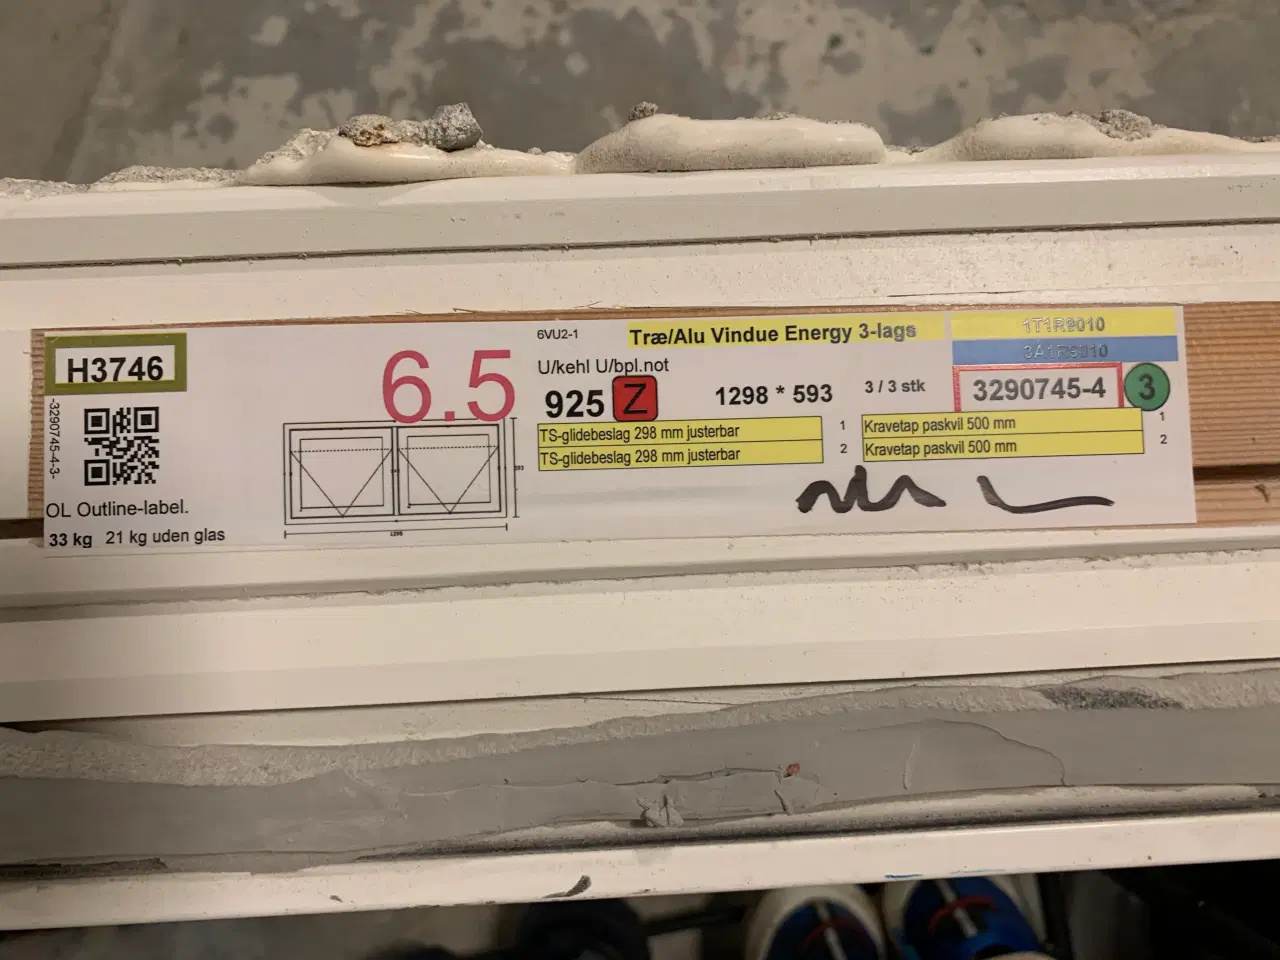 H3746
-3290745-4-3-
OL Outline-label.
33 kg 21 kg uden glas
6.5
593
1298
6VU2-1
Træ/Alu Vindue Energy 3-lags
U/kehl U/bpl.not
925 Z 1298 * 593 3 / 3 stk
1T1R9010
3A1R9010
3290745-4 3
TS-glidebeslag 298 mm justerbar 1
TS-glidebeslag 298 mm justerbar 2
Kravetap paskvil 500 mm 1
Kravetap paskvil 500 mm 2